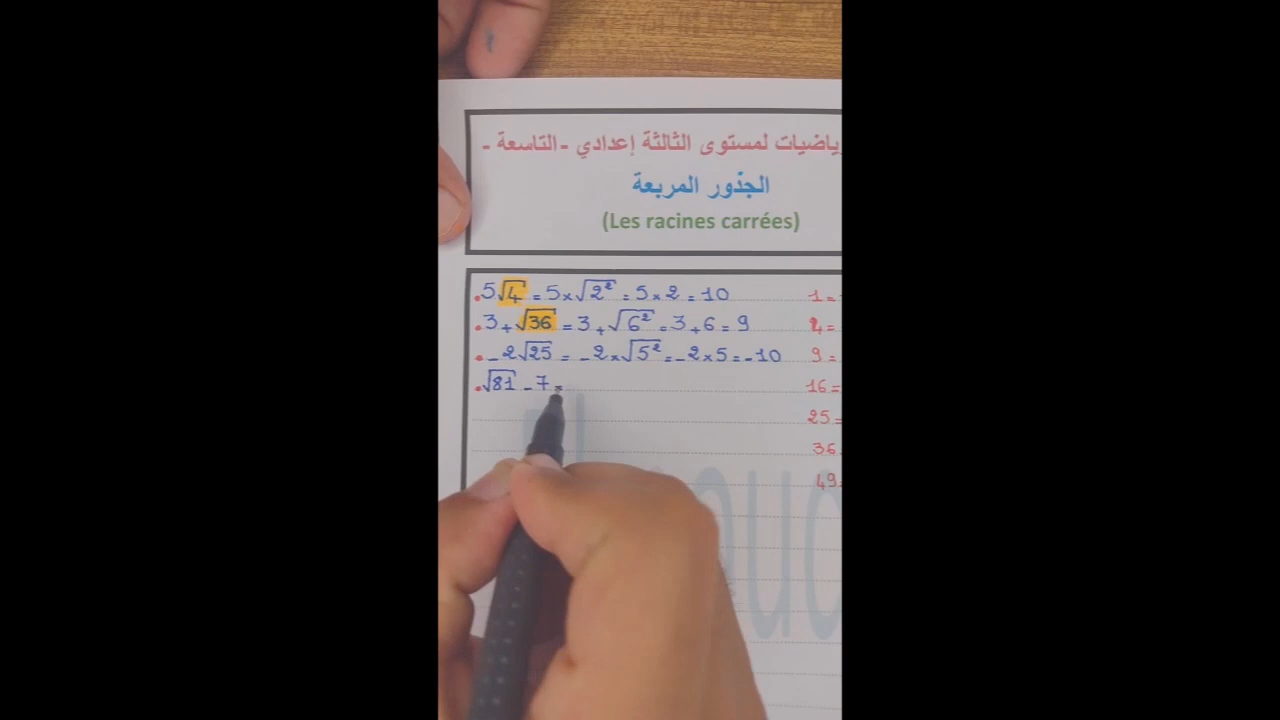 ياضيات لمستوى الثالثة إعدادي - التاسعة -
الجذور المربعة
(Les racines carrées)
. 5√4 = 5×√2² = 5×2 = 10
. 3+√36 = 3+√6² = 3+6 = 9
. -2√25 = -2×√5² = -2×5 = -10
. √81 - 7 =
1 =
4 =
9 =
16 =
25 =
36
49